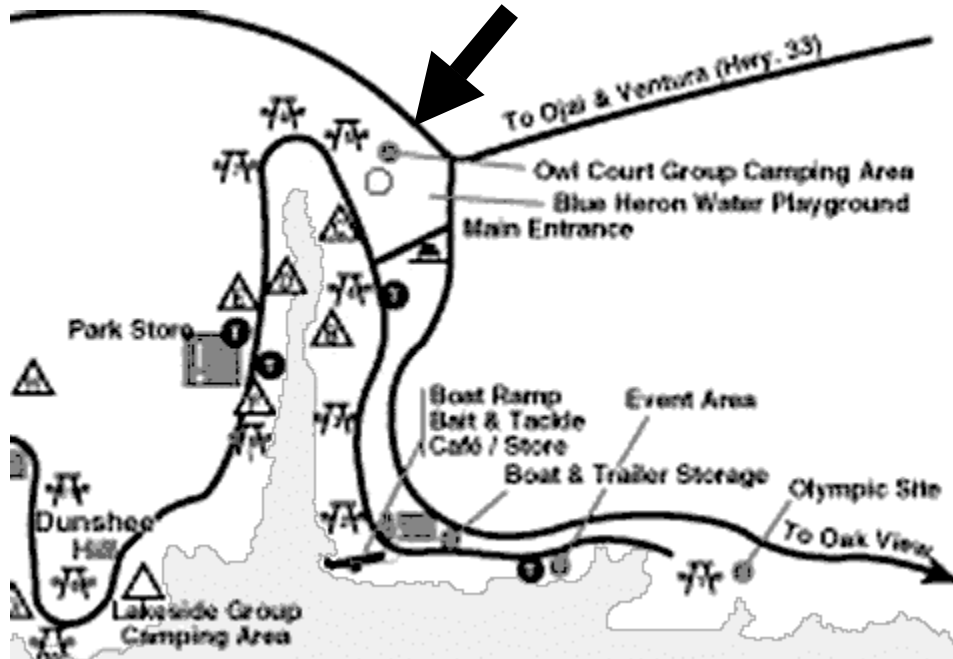 To Ojai & Ventura (Hwy. 33)
Owl Court Group Camping Area
Blue Heron Water Playground
Main Entrance
Park Store
Boat Ramp
Bait & Tackle
Café / Store
Event Area
Boat & Trailer Storage
Olympic Site
To Oak View
Dunshee
Hill
Lakeside Group
Camping Area